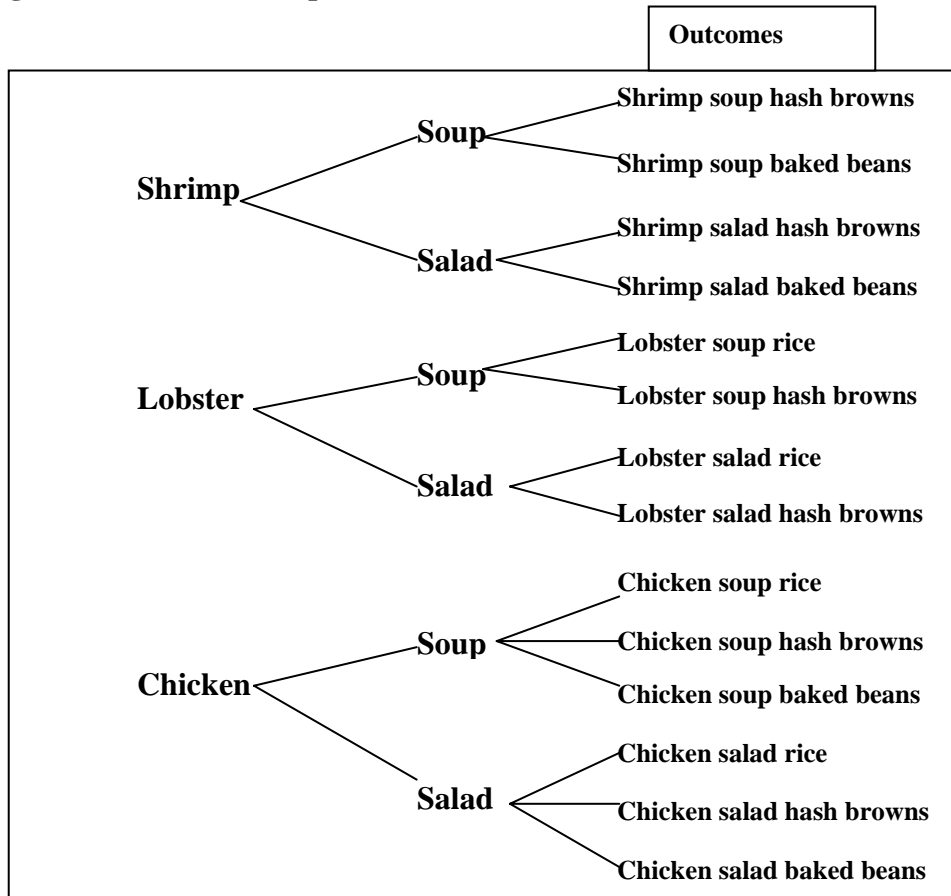 Outcomes
Shrimp soup hash browns
Soup
Shrimp soup baked beans
Shrimp
Shrimp salad hash browns
Salad
Shrimp salad baked beans
Lobster soup rice
Soup
Lobster soup hash browns
Lobster
Lobster salad rice
Salad
Lobster salad hash browns
Chicken soup rice
Soup
Chicken soup hash browns
Chicken
Chicken soup baked beans
Chicken salad rice
Salad
Chicken salad hash browns
Chicken salad baked beans